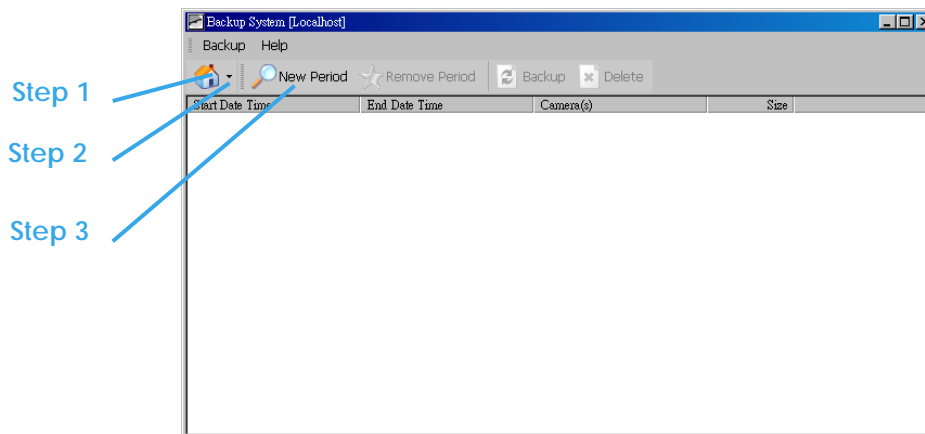 Backup System [Localhost]
Backup Help
New Period Remove Period Backup Delete
Start Date Time End Date Time Camera(s) Size
Step 1
Step 2
Step 3